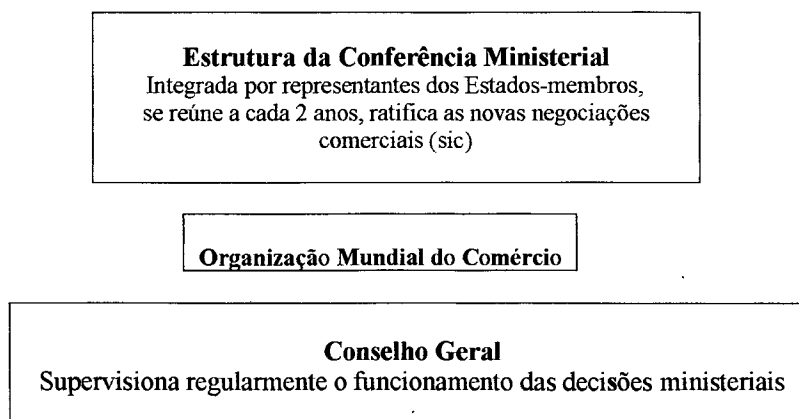 Estrutura da Conferência Ministerial
Integrada por representantes dos Estados-membros,
se reúne a cada 2 anos, ratifica as novas negociações
comerciais (sic)
Organização Mundial do Comércio
Conselho Geral
Supervisiona regularmente o funcionamento das decisões ministeriais